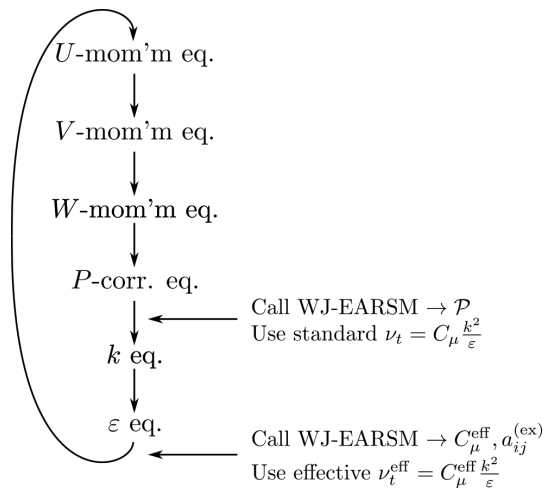 U-mom'm eq.
V-mom'm eq.
W-mom'm eq.
P-corr. eq.
Call WJ-EARSM → 𝒫
Use standard ν_t = C_μ k²/ε
k eq.
ε eq.
Call WJ-EARSM → C_μ^eff, a_ij^(ex)
Use effective ν_t^eff = C_μ^eff k²/ε